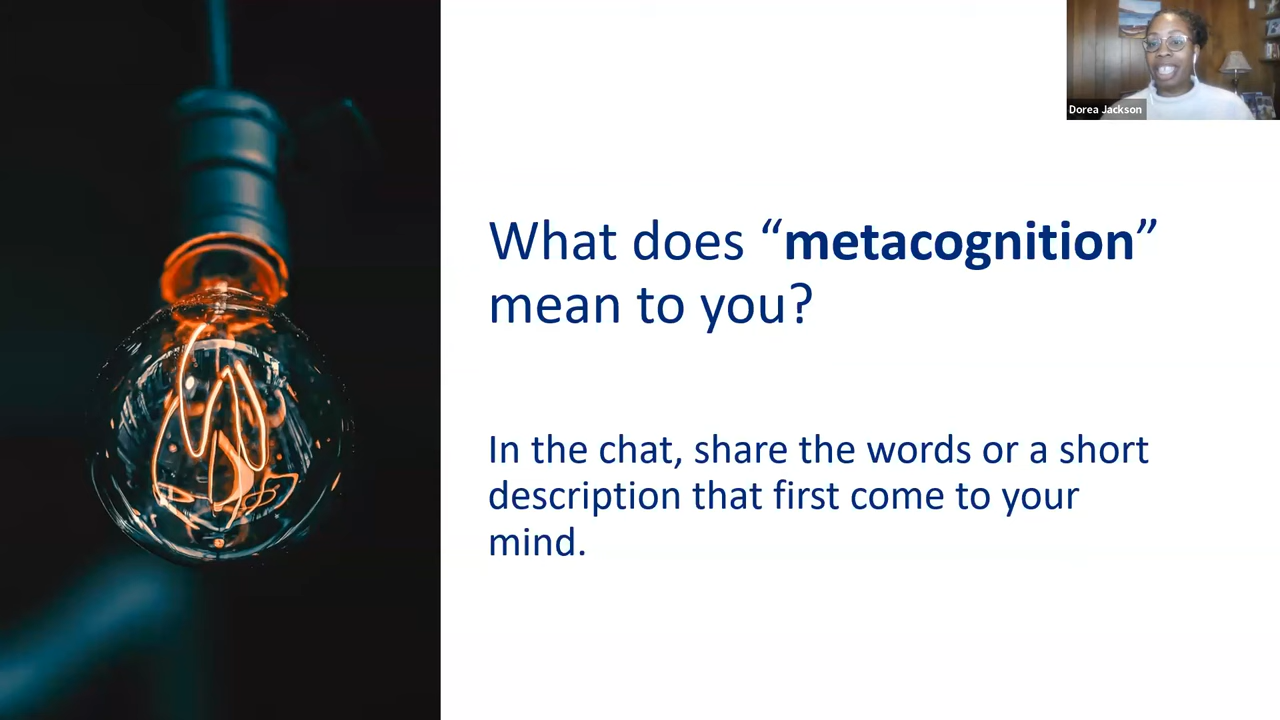 Dorea Jackson
What does “metacognition”
mean to you?
In the chat, share the words or a short
description that first come to your
mind.